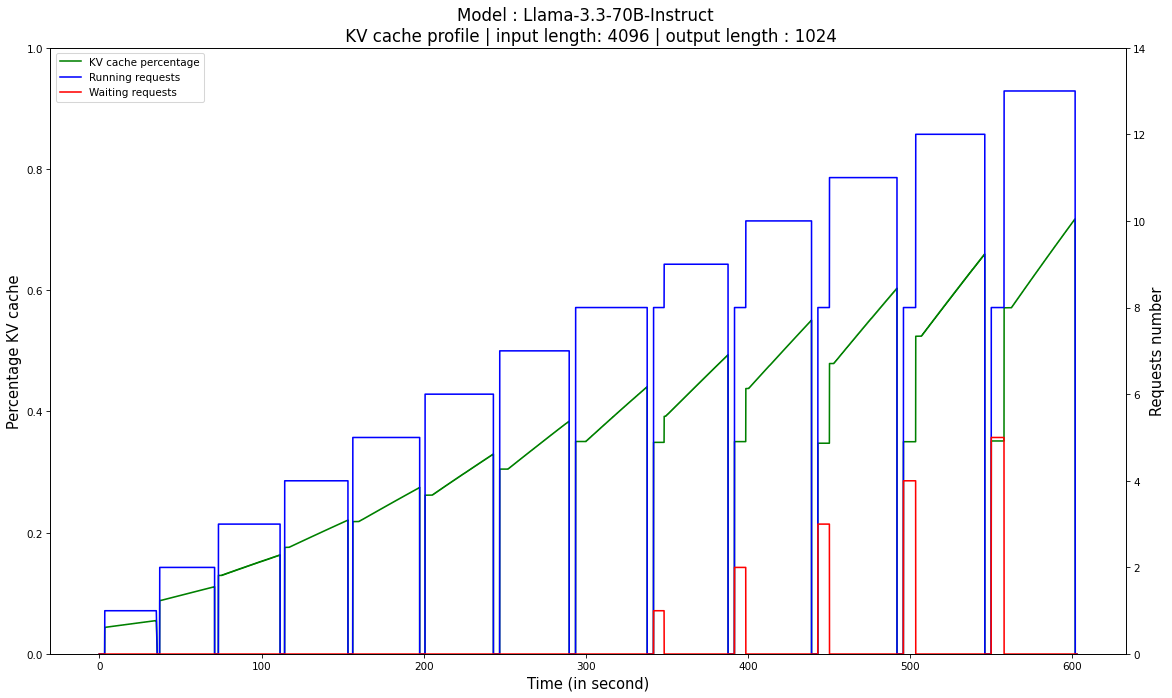 Model : Llama-3.3-70B-Instruct
KV cache profile | input length: 4096 | output length : 1024
KV cache percentage
Running requests
Waiting requests
1.0
0.8
0.6
0.4
0.2
0.0
Percentage KV cache
14
12
10
8
6
4
2
0
Requests number
0 100 200 300 400 500 600
Time (in second)